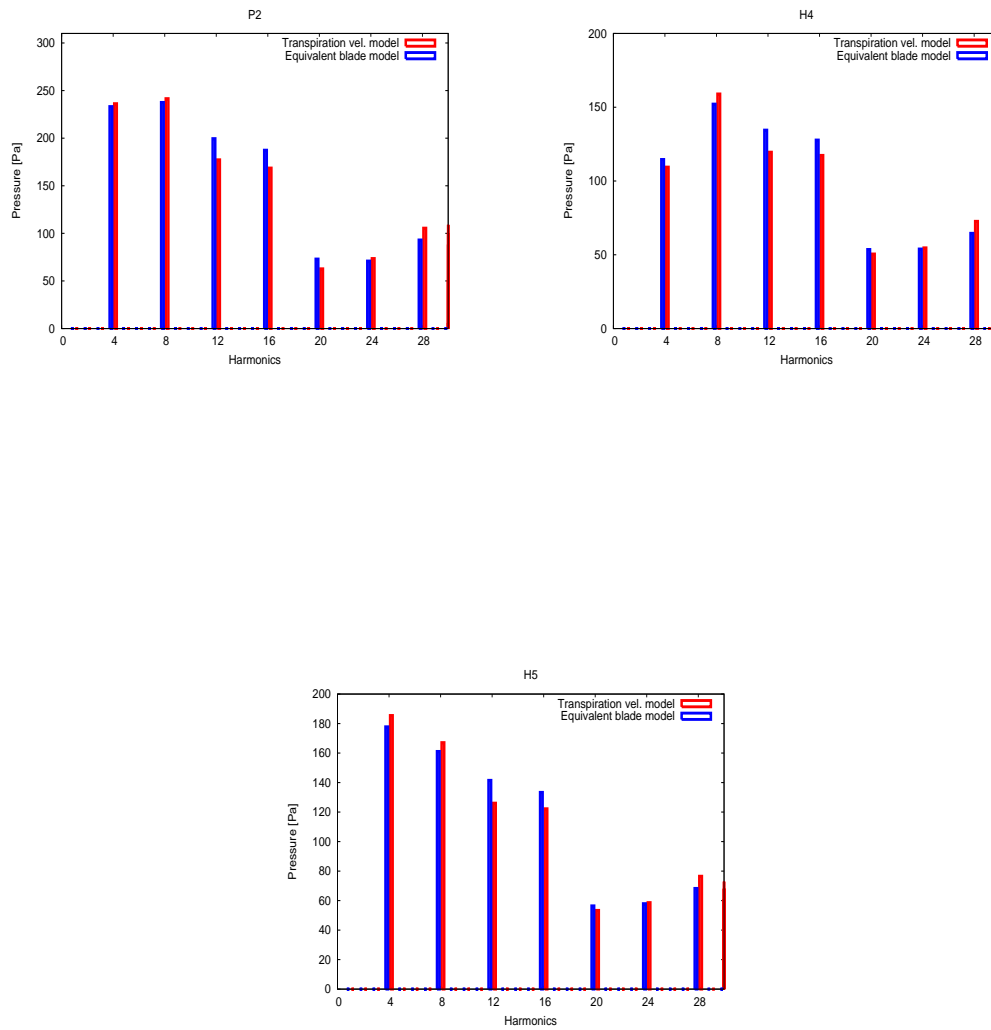 P2
Pressure [Pa]
300
250
200
150
100
50
0
Transpiration vel. model
Equivalent blade model
0 4 8 12 16 20 24 28
Harmonics
H4
Pressure [Pa]
200
150
100
50
0
Transpiration vel. model
Equivalent blade model
0 4 8 12 16 20 24 28
Harmonics
H5
Pressure [Pa]
200
180
160
140
120
100
80
60
40
20
0
Transpiration vel. model
Equivalent blade model
0 4 8 12 16 20 24 28
Harmonics